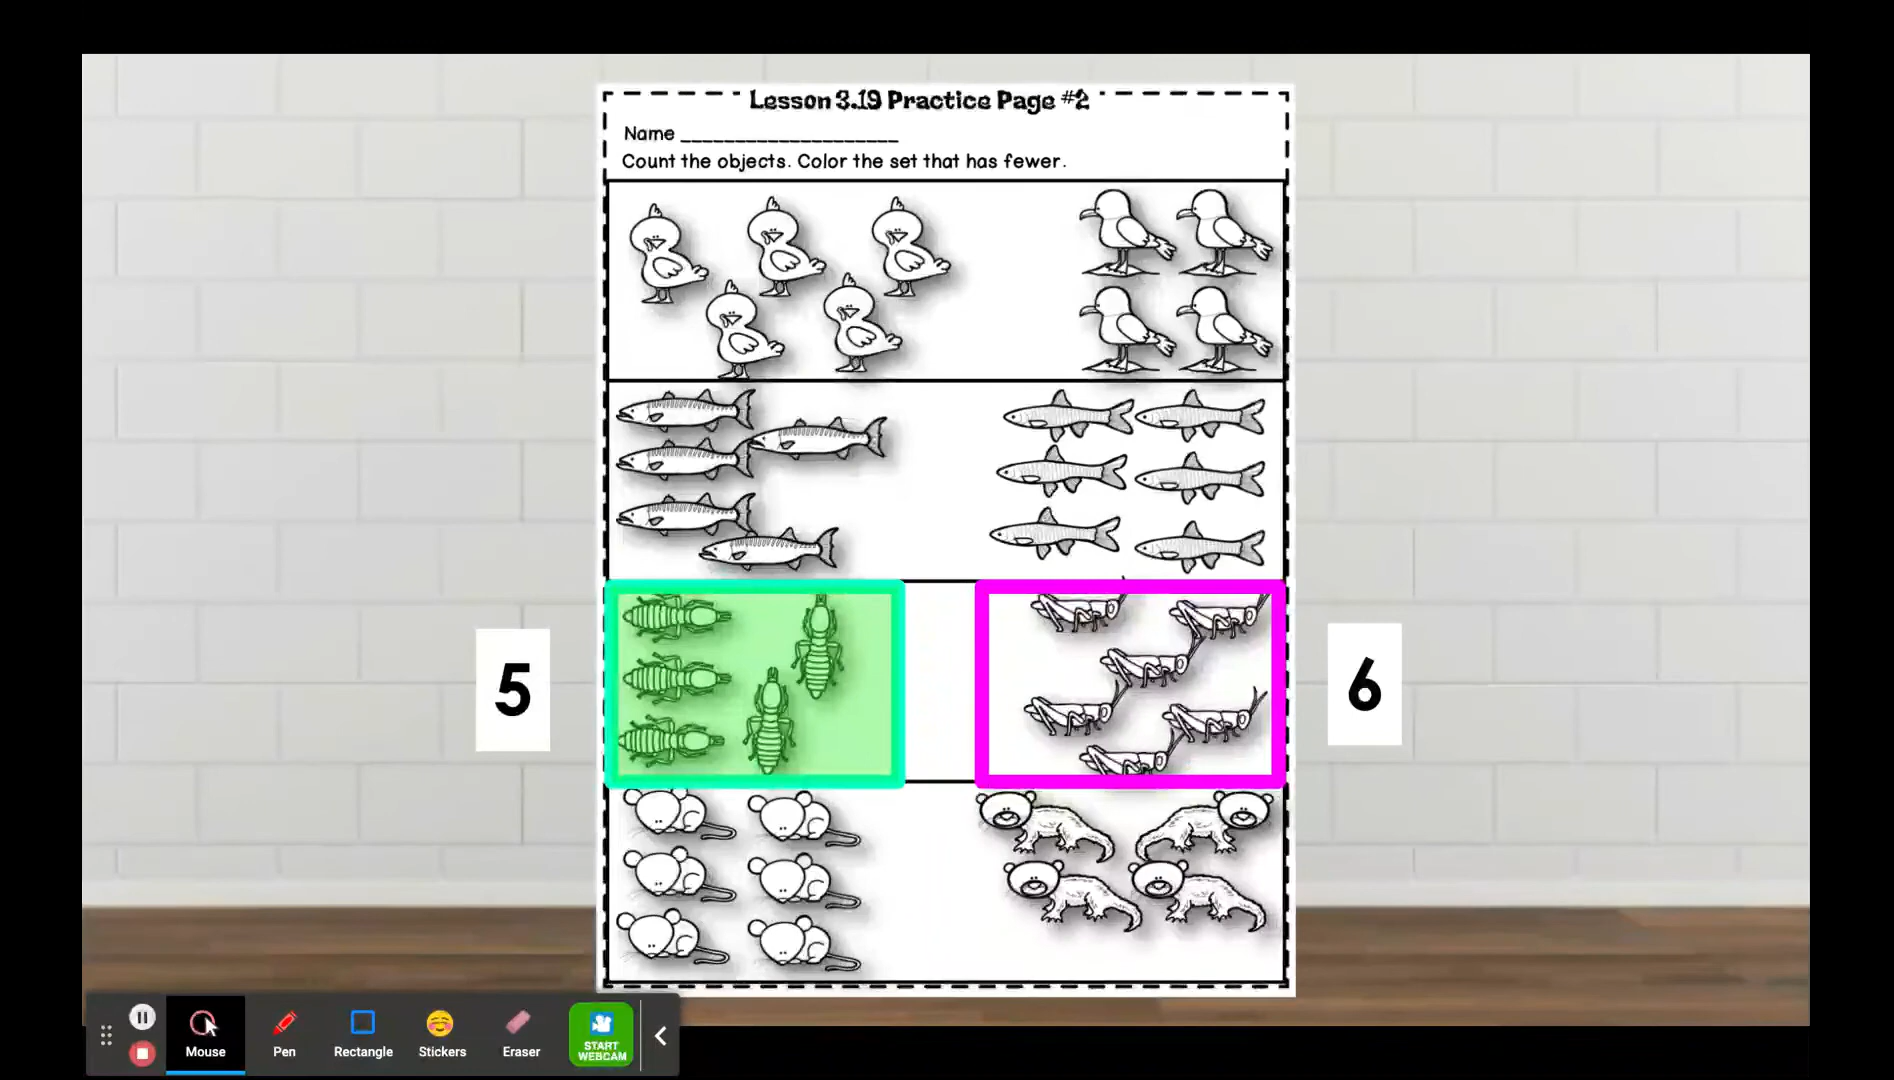 Lesson 3.19 Practice Page #2
Name ____________________
Count the objects. Color the set that has fewer.
5
6
Mouse
Pen
Rectangle
Stickers
Eraser
START
WEBCAM